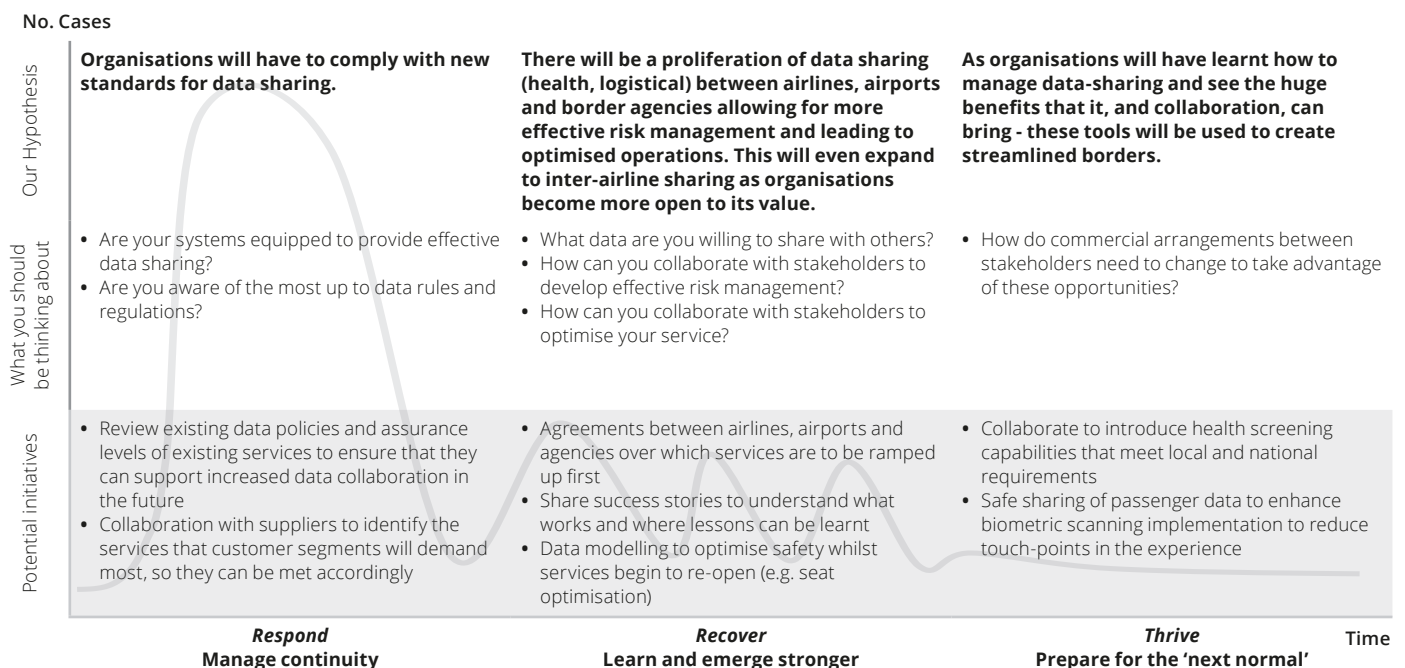 No. Cases
Our Hypothesis
Organisations will have to comply with new
standards for data sharing.
There will be a proliferation of data sharing
(health, logistical) between airlines, airports
and border agencies allowing for more
effective risk management and leading to
optimised operations. This will even expand
to inter-airline sharing as organisations
become more open to its value.
As organisations will have learnt how to
manage data-sharing and see the huge
benefits that it, and collaboration, can
bring - these tools will be used to create
streamlined borders.
What you should
be thinking about
• Are your systems equipped to provide effective
data sharing?
• Are you aware of the most up to data rules and
regulations?
• What data are you willing to share with others?
• How can you collaborate with stakeholders to
develop effective risk management?
• How can you collaborate with stakeholders to
optimise your service?
• How do commercial arrangements between
stakeholders need to change to take advantage
of these opportunities?
Potential initiatives
• Review existing data policies and assurance
levels of existing services to ensure that they
can support increased data collaboration in
the future
• Collaboration with suppliers to identify the
services that customer segments will demand
most, so they can be met accordingly
• Agreements between airlines, airports and
agencies over which services are to be ramped
up first
• Share success stories to understand what
works and where lessons can be learnt
• Data modelling to optimise safety whilst
services begin to re-open (e.g. seat
optimisation)
• Collaborate to introduce health screening
capabilities that meet local and national
requirements
• Safe sharing of passenger data to enhance
biometric scanning implementation to reduce
touch-points in the experience
Respond
Manage continuity
Recover
Learn and emerge stronger
Thrive
Prepare for the ‘next normal’
Time